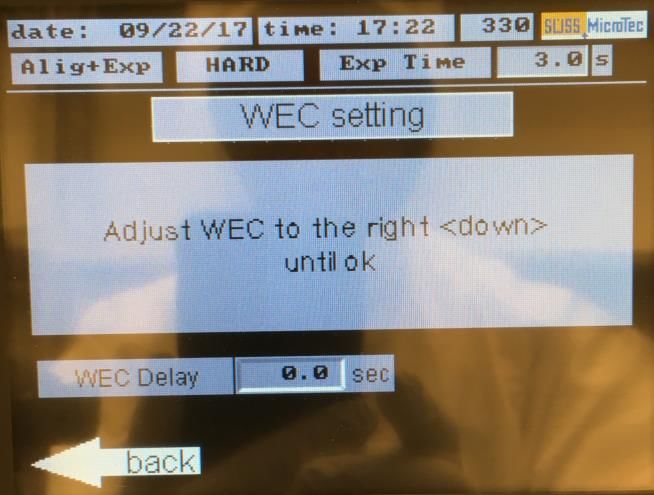 date: 09/22/17 time: 17:22 330 SUSS MicroTec
Alig+Exp HARD Exp Time 3.0 s
WEC setting
Adjust WEC to the right <down>
until ok
WEC Delay 0.0 sec
back